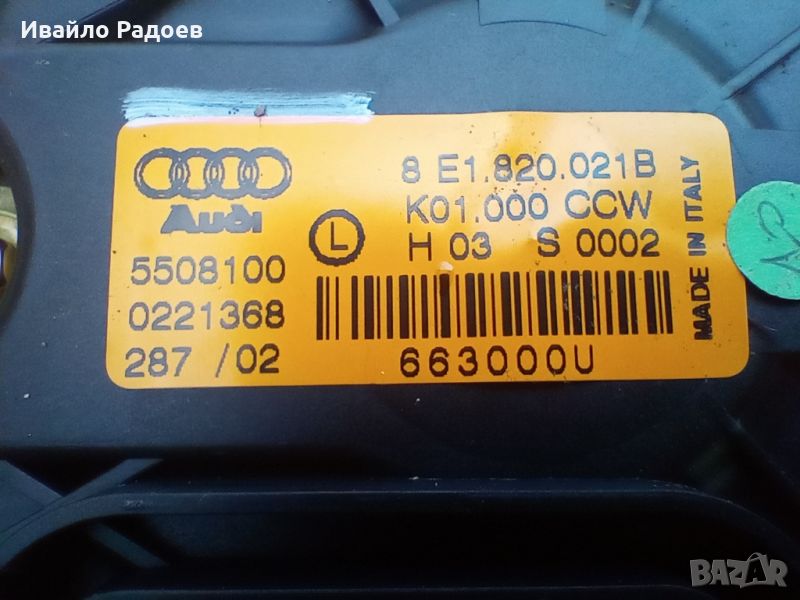 Ивайло Радоев
Audi
8 E1.820.021B
K01.000 CCW
L
H 03 S 0002
5508100
0221368
287 /02
663000U
MADE IN ITALY
BAZAR